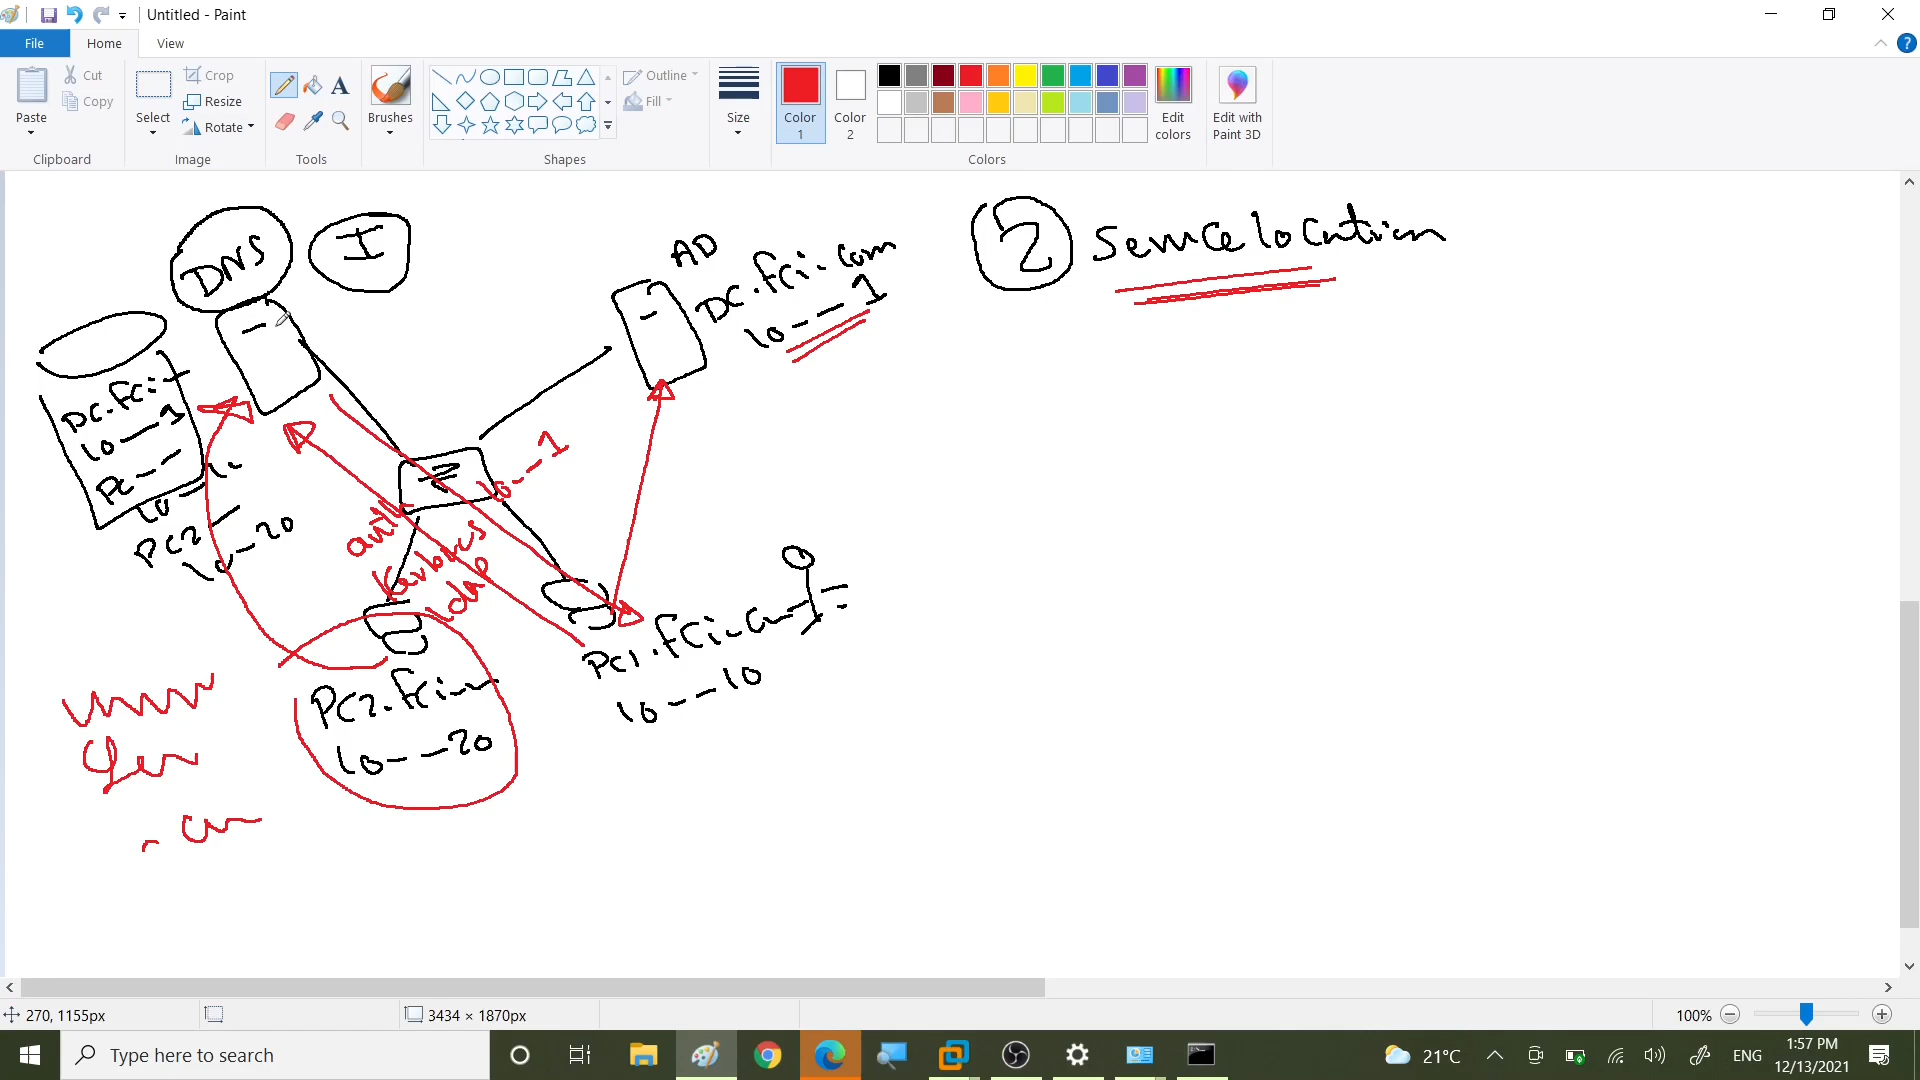 Untitled - Paint
File
Home
View
Paste
Cut
Copy
Clipboard
Select
Crop
Resize
Rotate
Image
Tools
Brushes
Shapes
Outline
Fill
Size
Color 1
Color 2
Edit colors
Edit with Paint 3D
Colors
DNS
I
AD
DC.fci.com
10---1
2
Service location
DC.fci.
10---1
PC---
10---10
PC2
10--20
10---1
auth
Kerberos
ldap
PC1.fci.com
10---10
PC2.fci.
10---20
270, 1155px
3434 × 1870px
100%
Type here to search
21°C
ENG
1:57 PM
12/13/2021